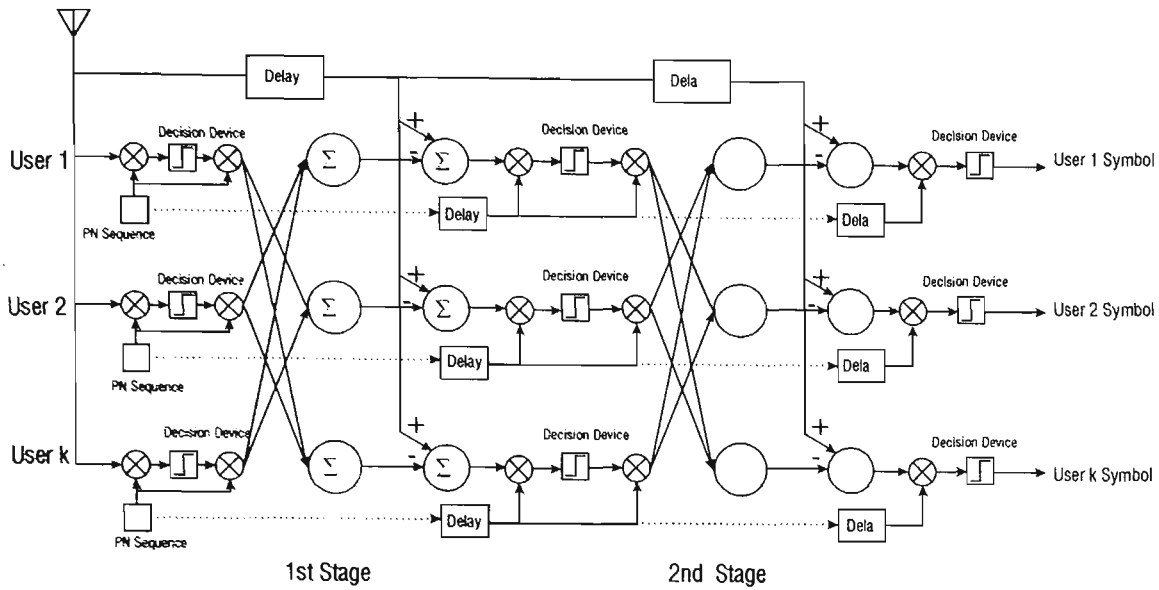 Delay
Dela
Decision Device
Decision Device
Decision Device
+
+
User 1
Σ
-
Σ
-
User 1 Symbol
Delay
Dela
PN Sequence
Decision Device
Decision Device
Decision Device
+
+
User 2
Σ
-
Σ
-
User 2 Symbol
Delay
Dela
PN Sequence
Decision Device
Decision Device
Decision Device
+
+
User k
Σ
-
Σ
-
User k Symbol
Delay
Dela
PN Sequence
1st Stage
2nd Stage